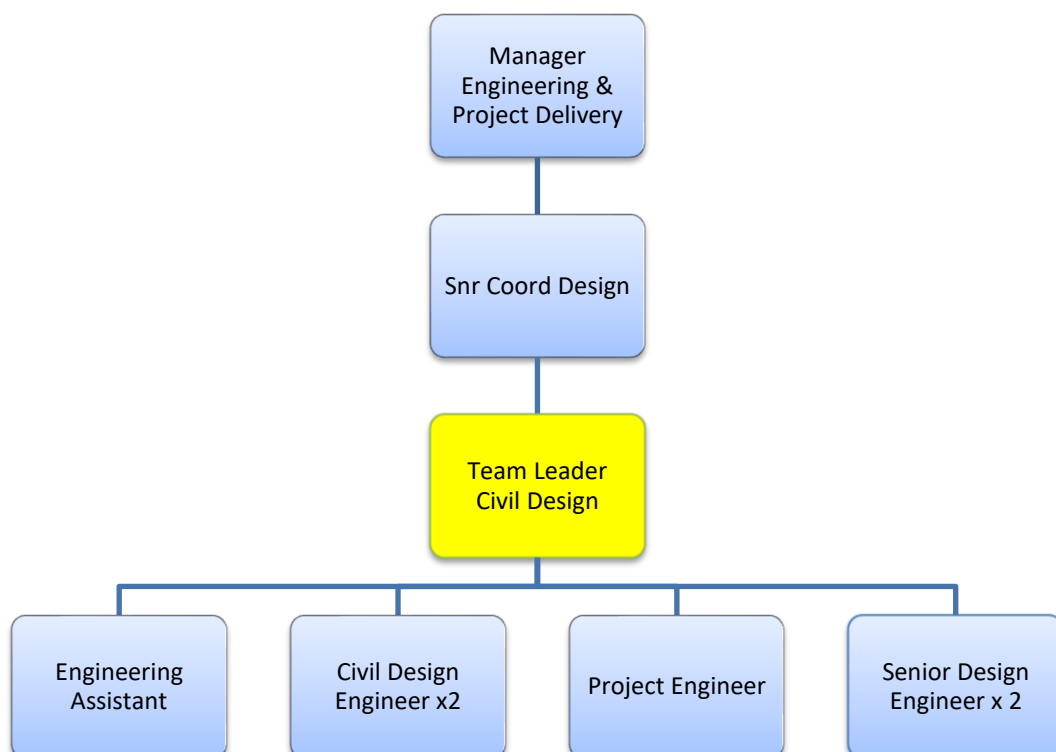 Manager
Engineering &
Project Delivery
Snr Coord Design
Team Leader
Civil Design
Engineering
Assistant
Civil Design
Engineer x2
Project Engineer
Senior Design
Engineer x 2